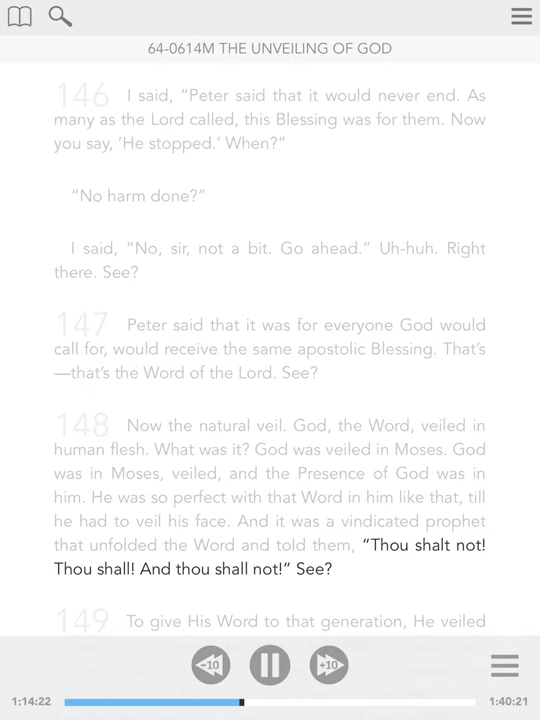 64-0614M THE UNVEILING OF GOD
146 I said, “Peter said that it would never end. As
many as the Lord called, this Blessing was for them. Now
you say, ‘He stopped.’ When?”
“No harm done?”
I said, “No, sir, not a bit. Go ahead.” Uh-huh. Right
there. See?
147 Peter said that it was for everyone God would
call for, would receive the same apostolic Blessing. That’s
—that’s the Word of the Lord. See?
148 Now the natural veil. God, the Word, veiled in
human flesh. What was it? God was veiled in Moses. God
was in Moses, veiled, and the Presence of God was in
him. He was so perfect with that Word in him like that, till
he had to veil his face. And it was a vindicated prophet
that unfolded the Word and told them, “Thou shalt not!
Thou shall! And thou shall not!” See?
149 To give His Word to that generation, He veiled
-10
+10
1:14:22
1:40:21